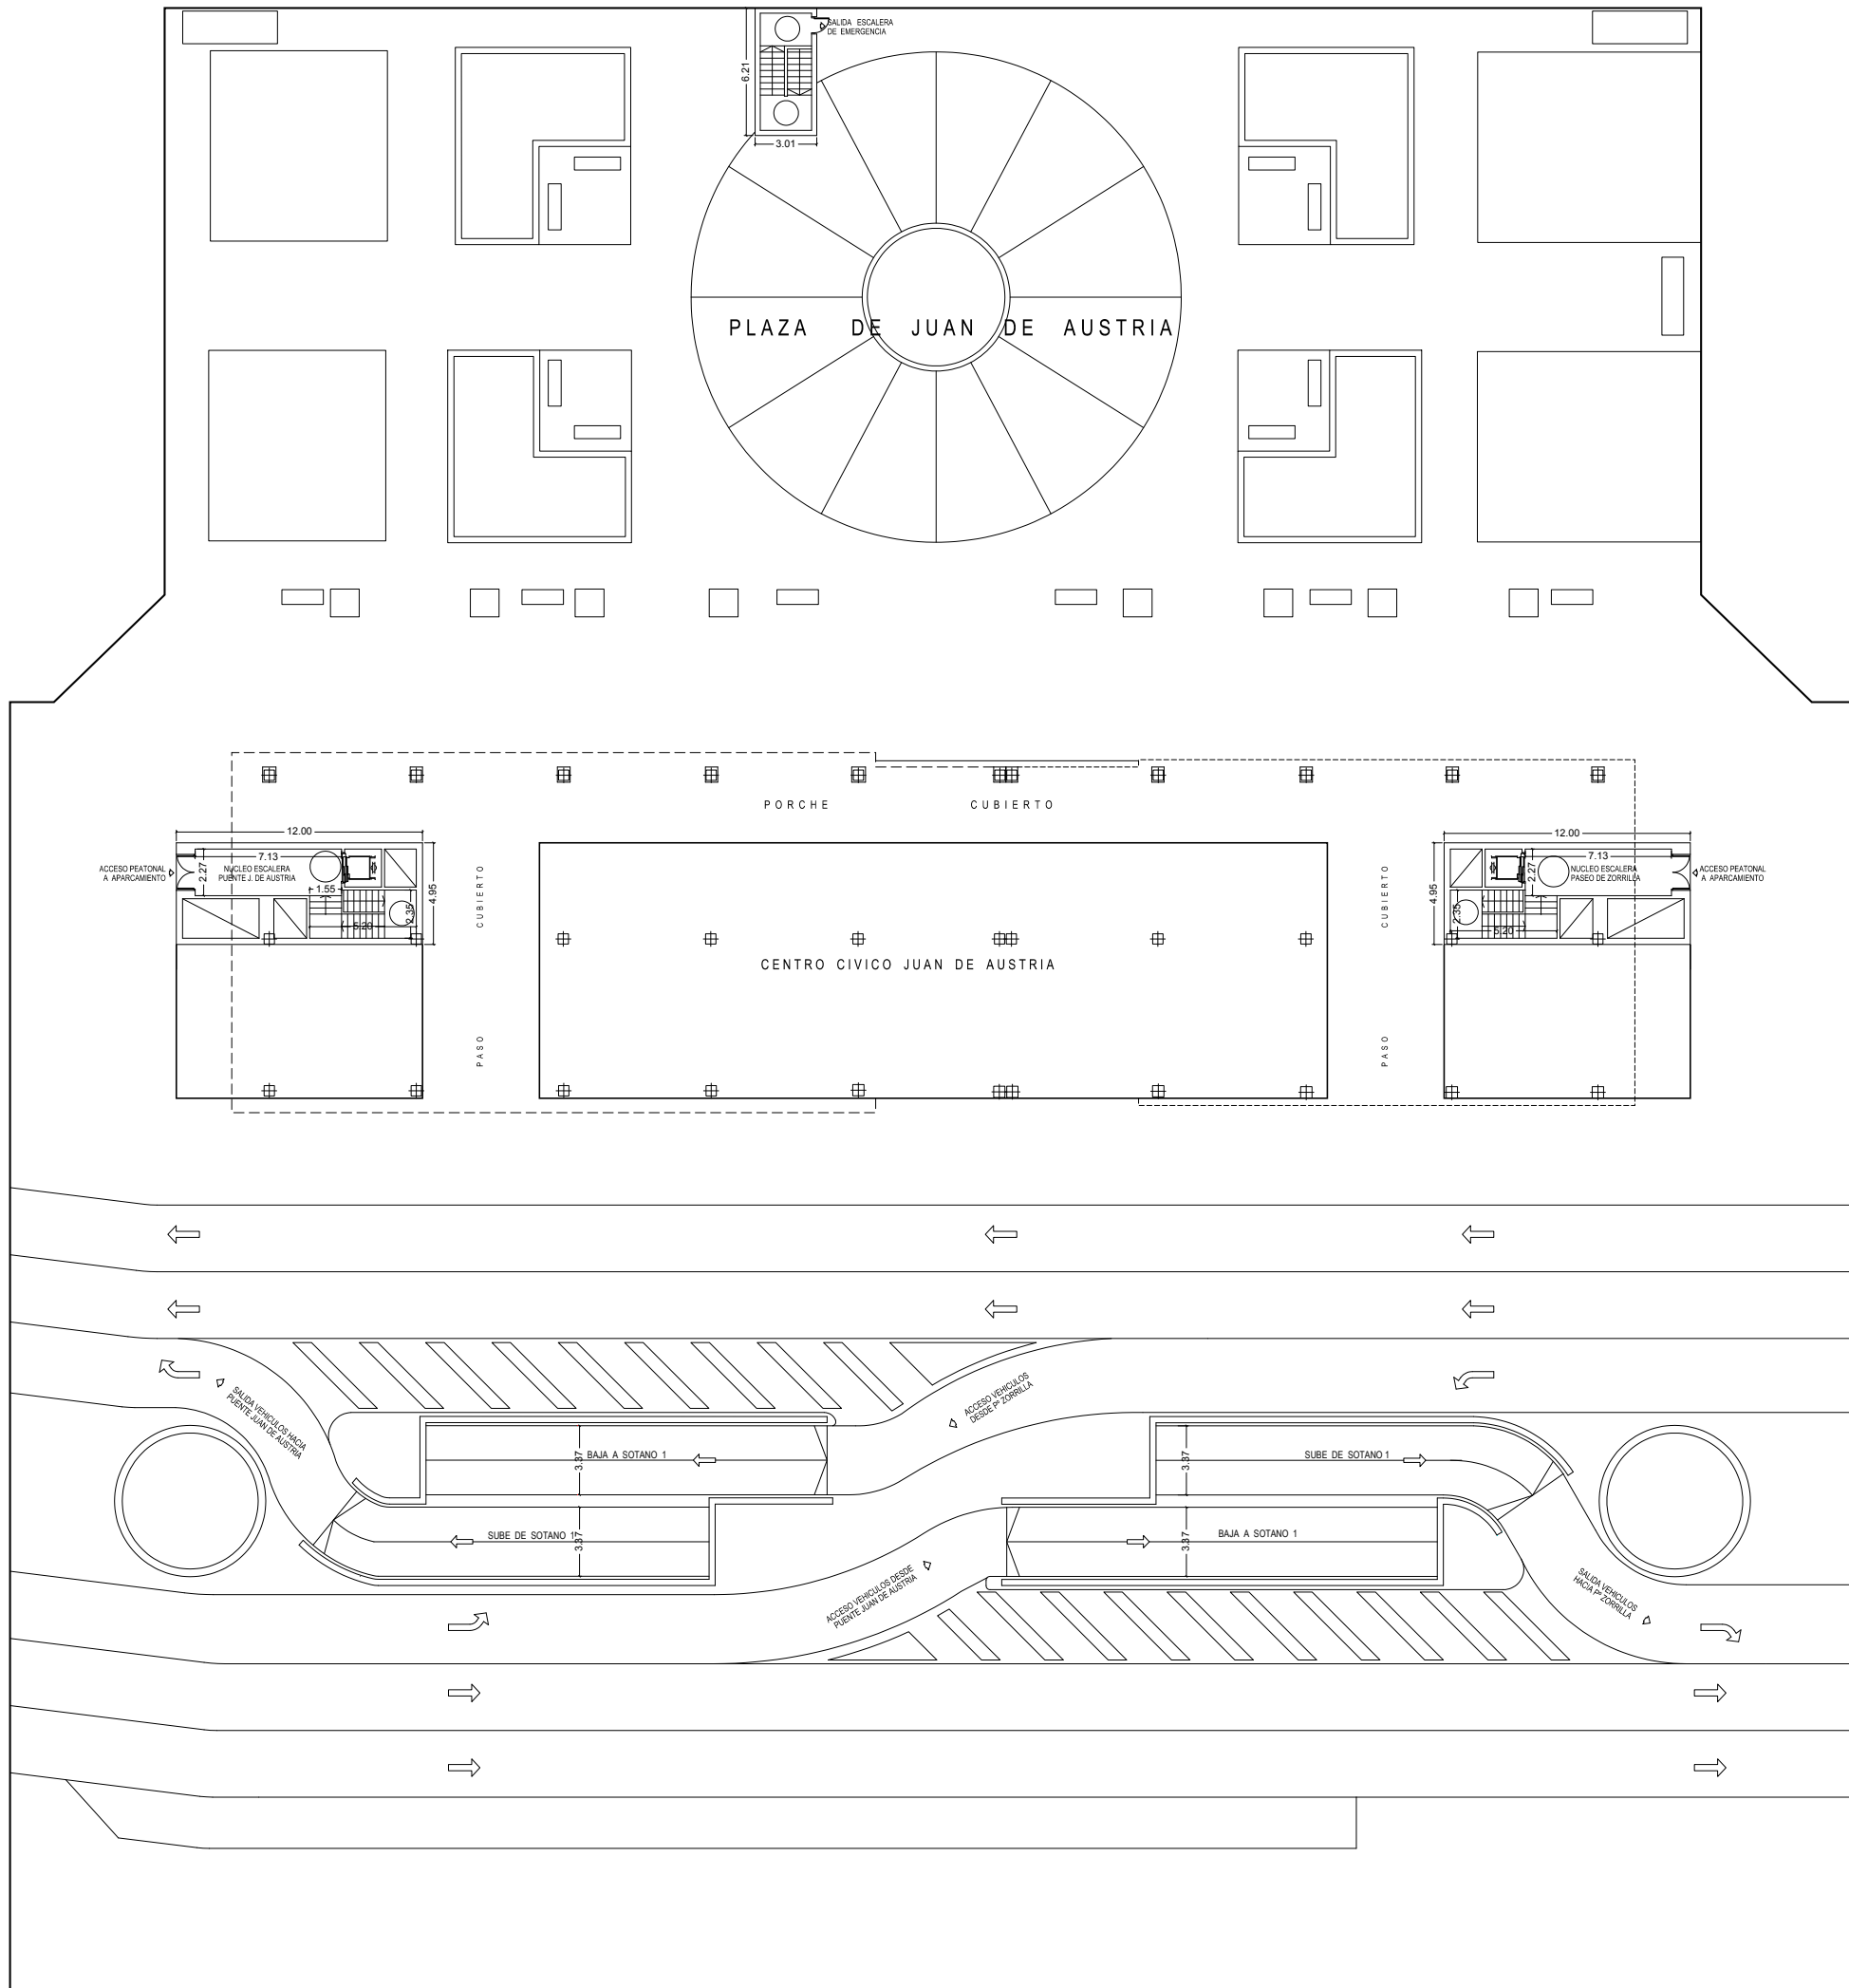 SALIDA ESCALERA
DE EMERGENCIA
6.21
3.01
PLAZA DE JUAN DE AUSTRIA
PORCHE CUBIERTO
12.00
12.00
ACCESO PEATONAL
A APARCAMIENTO
2.27
7.13
NUCLEO ESCALERA
PUENTE J. DE AUSTRIA
1.55
2.35
5.20
4.95
CUBIERTO
PASO
CUBIERTO
PASO
4.95
2.35
5.20
2.27
7.13
NUCLEO ESCALERA
PASEO DE ZORRILLA
ACCESO PEATONAL
A APARCAMIENTO
CENTRO CIVICO JUAN DE AUSTRIA
SALIDA VEHICULOS HACIA
PUENTE JUAN DE AUSTRIA
ACCESO VEHICULOS
DESDE Pº ZORRILLA
BAJA A SOTANO 1
3.37
SUBE DE SOTANO 1
3.37
SUBE DE SOTANO 1
3.37
BAJA A SOTANO 1
3.37
ACCESO VEHICULOS DESDE
PUENTE JUAN DE AUSTRIA
SALIDA VEHICULOS
HACIA Pº ZORRILLA